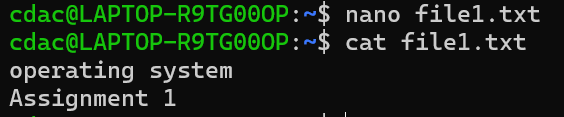 cdac@LAPTOP-R9TG00OP:~$ nano file1.txt
cdac@LAPTOP-R9TG00OP:~$ cat file1.txt
operating system
Assignment 1